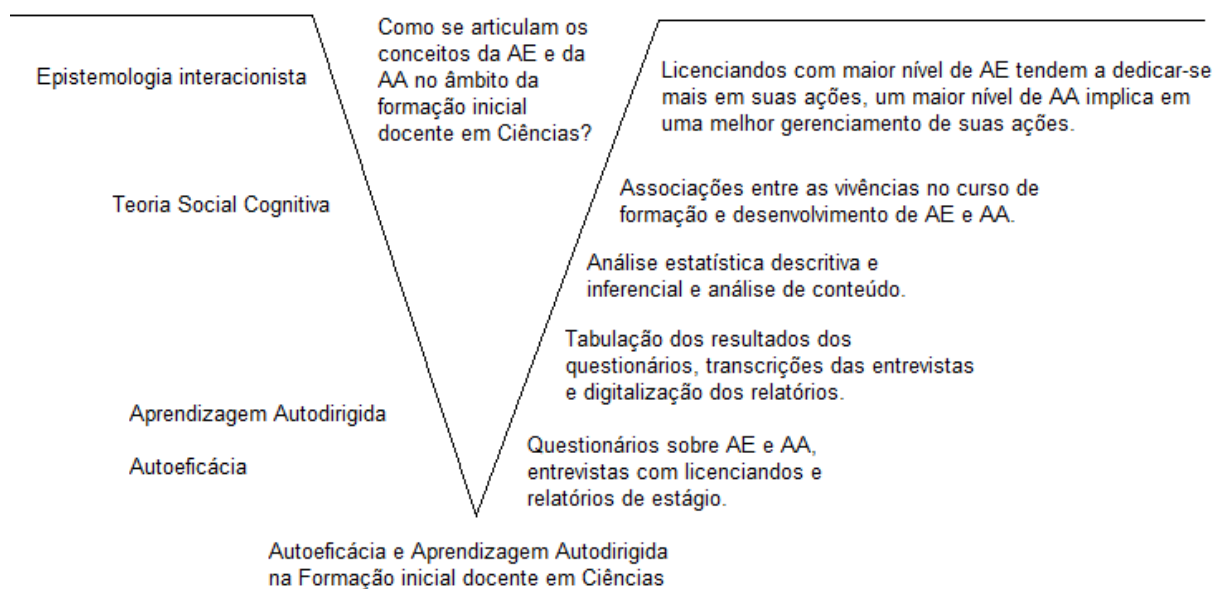 Epistemologia interacionista
Teoria Social Cognitiva
Aprendizagem Autodirigida
Autoeficácia
Como se articulam os
conceitos da AE e da
AA no âmbito da
formação inicial
docente em Ciências?
Licenciandos com maior nível de AE tendem a dedicar-se
mais em suas ações, um maior nível de AA implica em
uma melhor gerenciamento de suas ações.
Associações entre as vivências no curso de
formação e desenvolvimento de AE e AA.
Análise estatística descritiva e
inferencial e análise de conteúdo.
Tabulação dos resultados dos
questionários, transcrições das entrevistas
e digitalização dos relatórios.
Questionários sobre AE e AA,
entrevistas com licenciandos e
relatórios de estágio.
Autoeficácia e Aprendizagem Autodirigida
na Formação inicial docente em Ciências